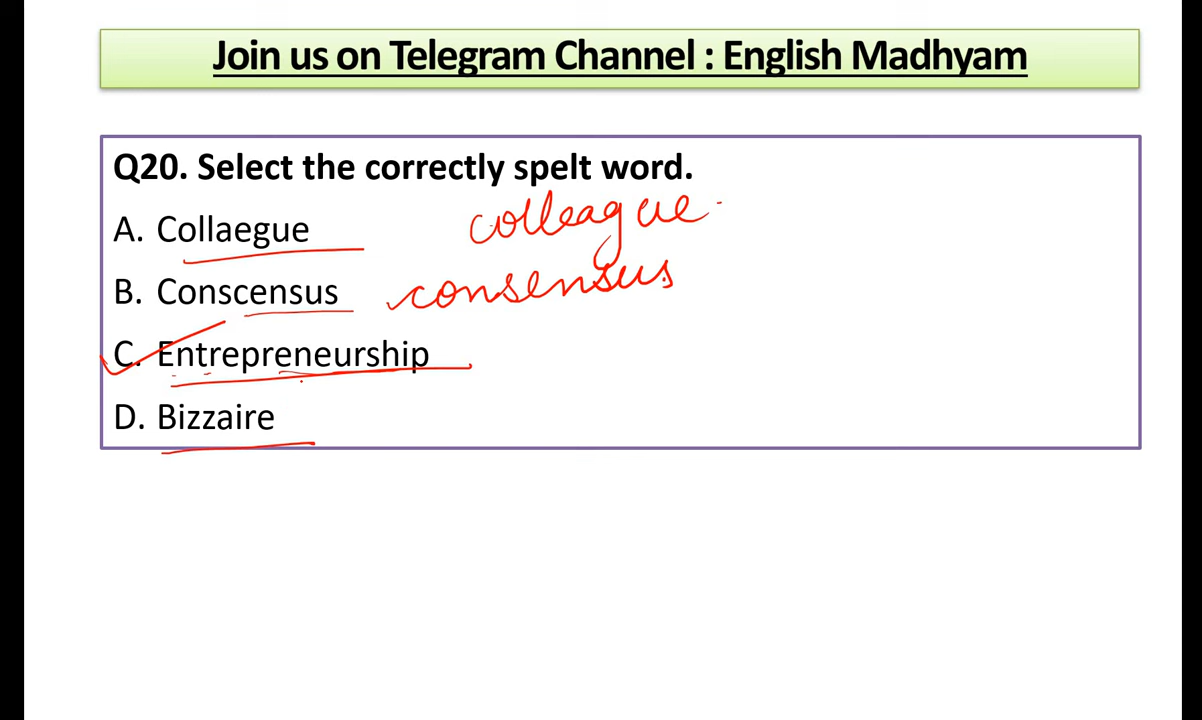 Join us on Telegram Channel : English Madhyam
Q20. Select the correctly spelt word.
A. Collaegue colleague
B. Conscensus consensus
C. Entrepreneurship
D. Bizzaire